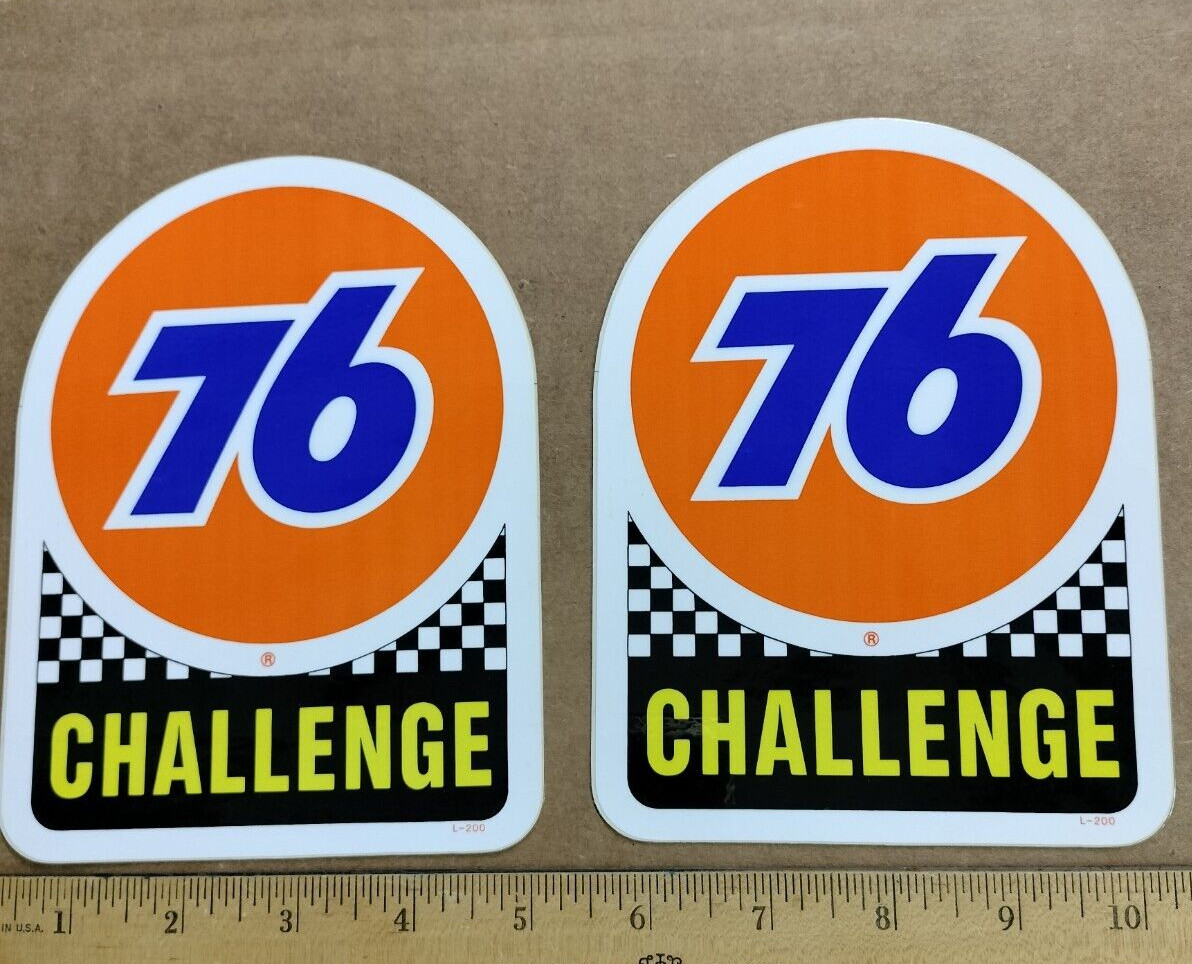 76
®
CHALLENGE
L-200
76
®
CHALLENGE
L-200
IN U.S.A. 1 2 3 4 5 6 7 8 9 10